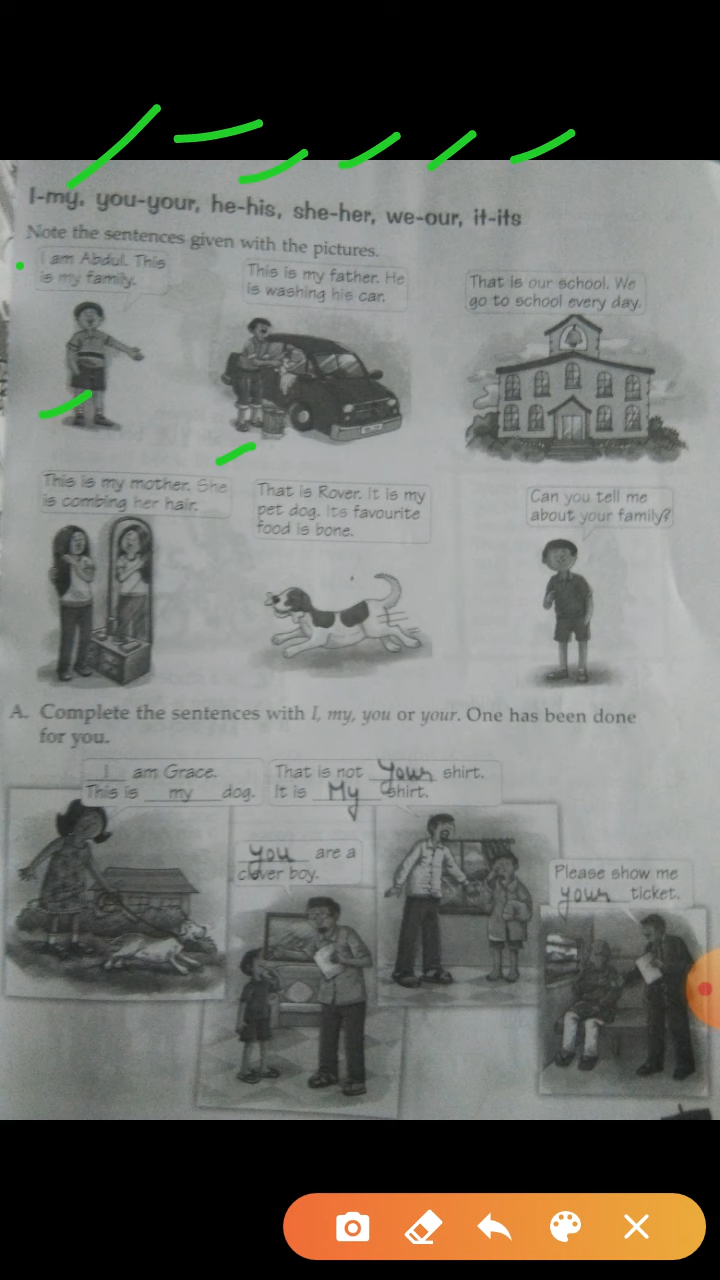 I-my, you-your, he-his, she-her, we-our, it-its
Note the sentences given with the pictures.
I am Abdul. This
is my family.
This is my father. He
is washing his car.
That is our school. We
go to school every day.
This is my mother. She
is combing her hair.
That is Rover. It is my
pet dog. Its favourite
food is bone.
Can you tell me
about your family?
A. Complete the sentences with I, my, you or your. One has been done
for you.
I am Grace.
This is my dog.
That is not your shirt.
It is My shirt.
you are a
clever boy.
Please show me
your ticket.